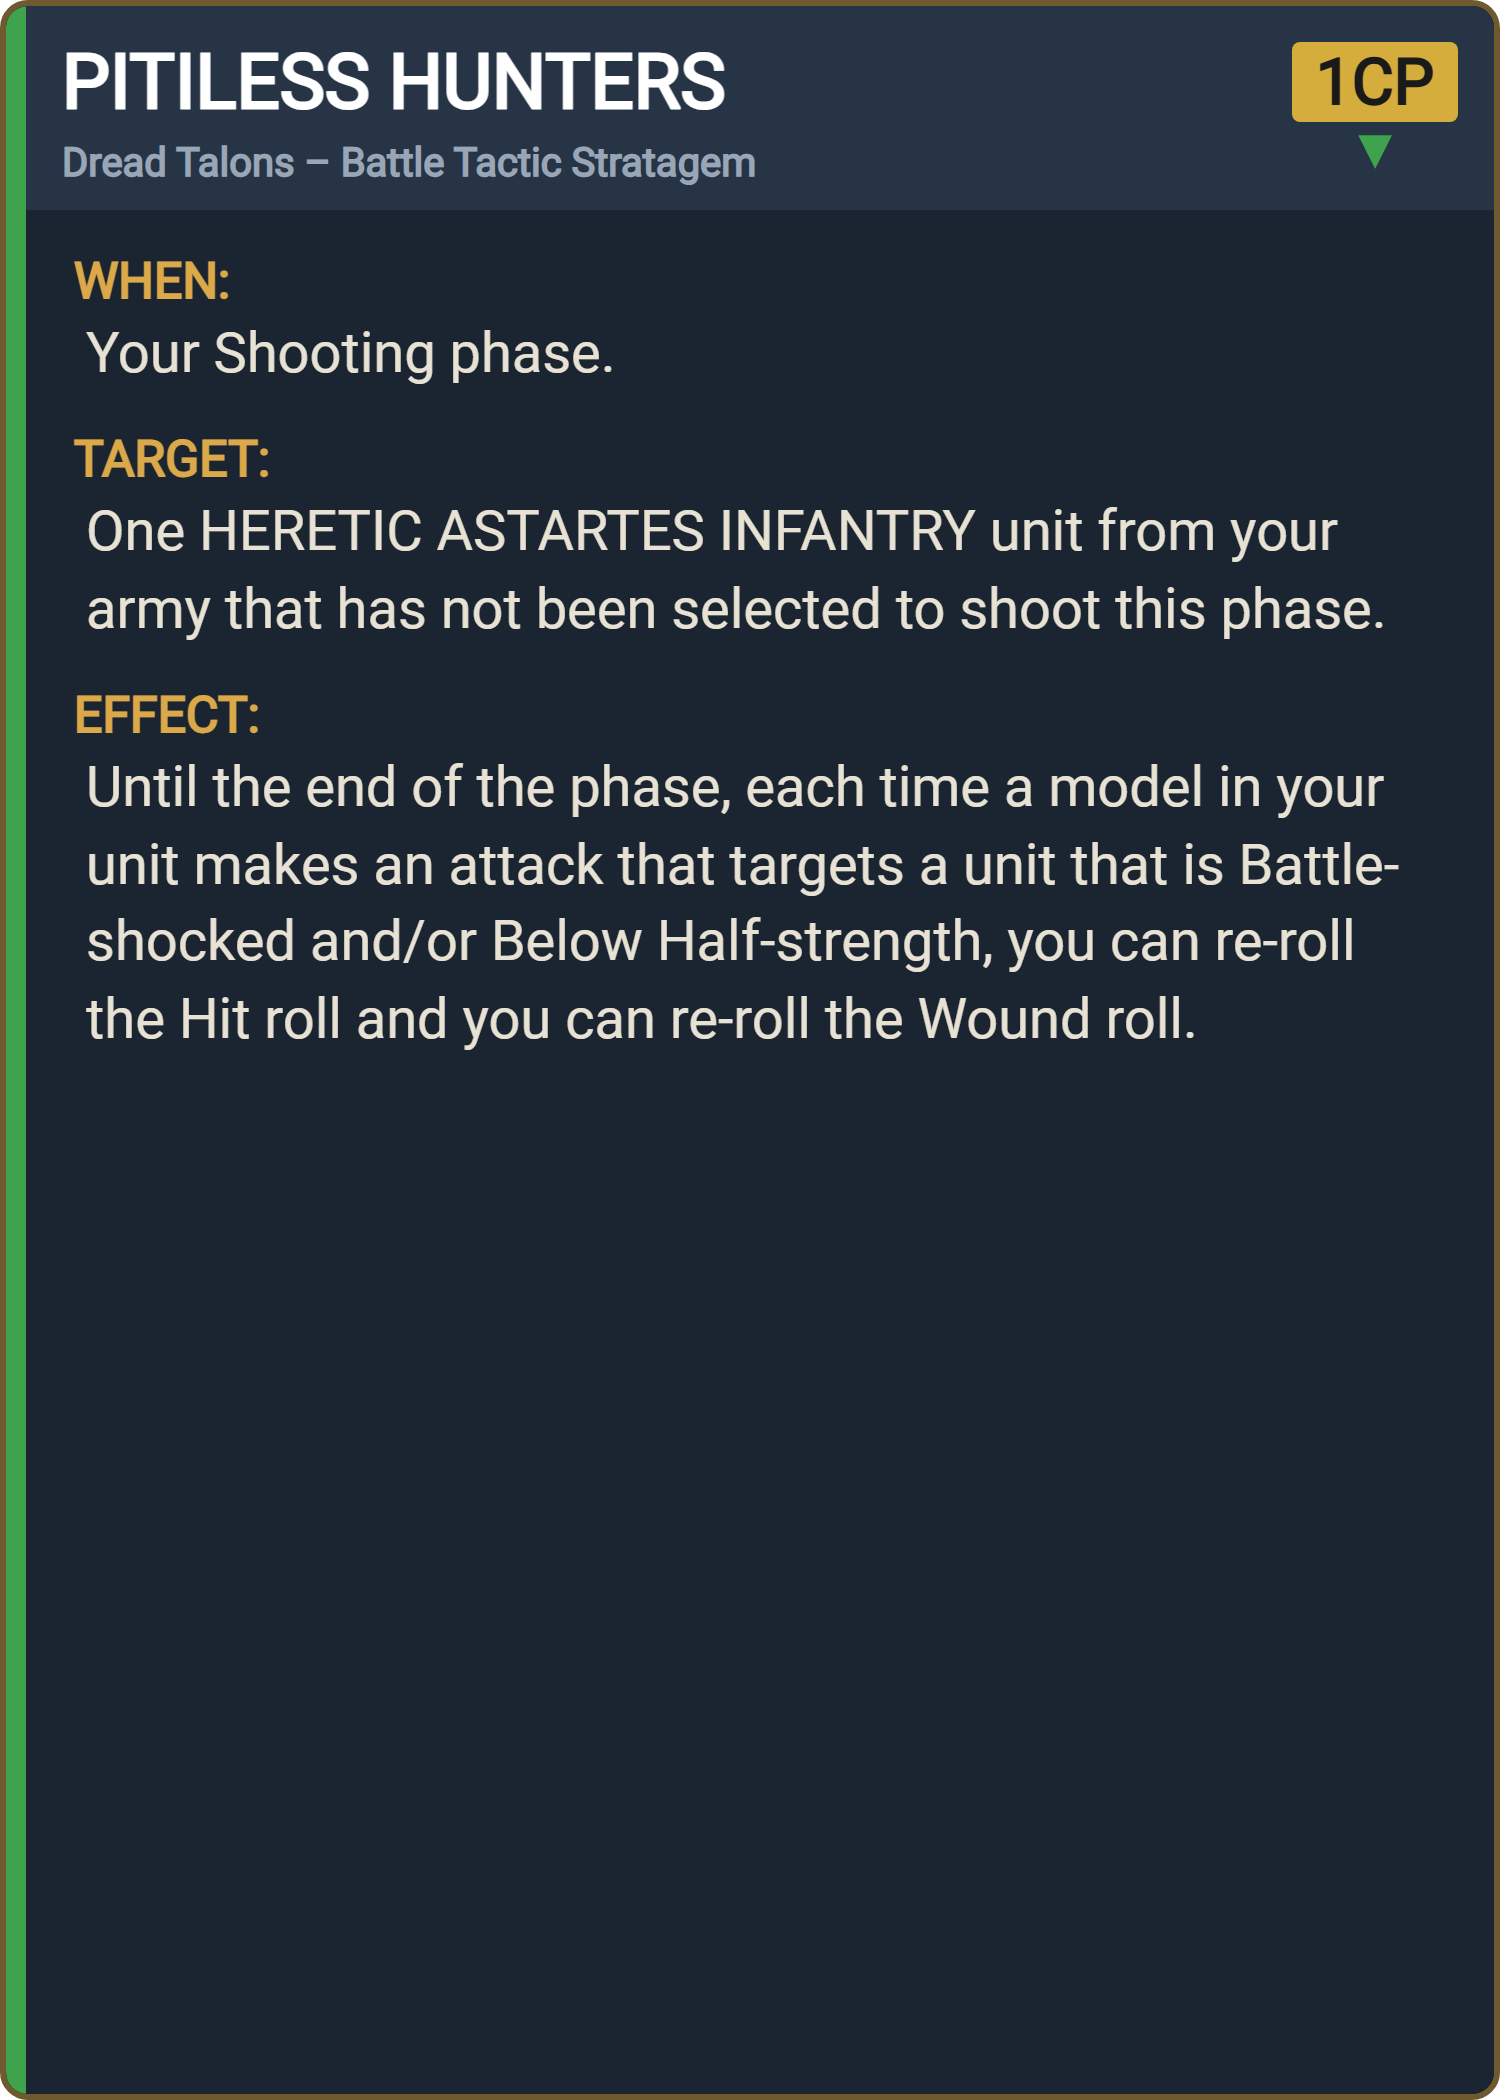 PITILESS HUNTERS
1CP
Dread Talons – Battle Tactic Stratagem
WHEN:
Your Shooting phase.
TARGET:
One HERETIC ASTARTES INFANTRY unit from your
army that has not been selected to shoot this phase.
EFFECT:
Until the end of the phase, each time a model in your
unit makes an attack that targets a unit that is Battle-
shocked and/or Below Half-strength, you can re-roll
the Hit roll and you can re-roll the Wound roll.